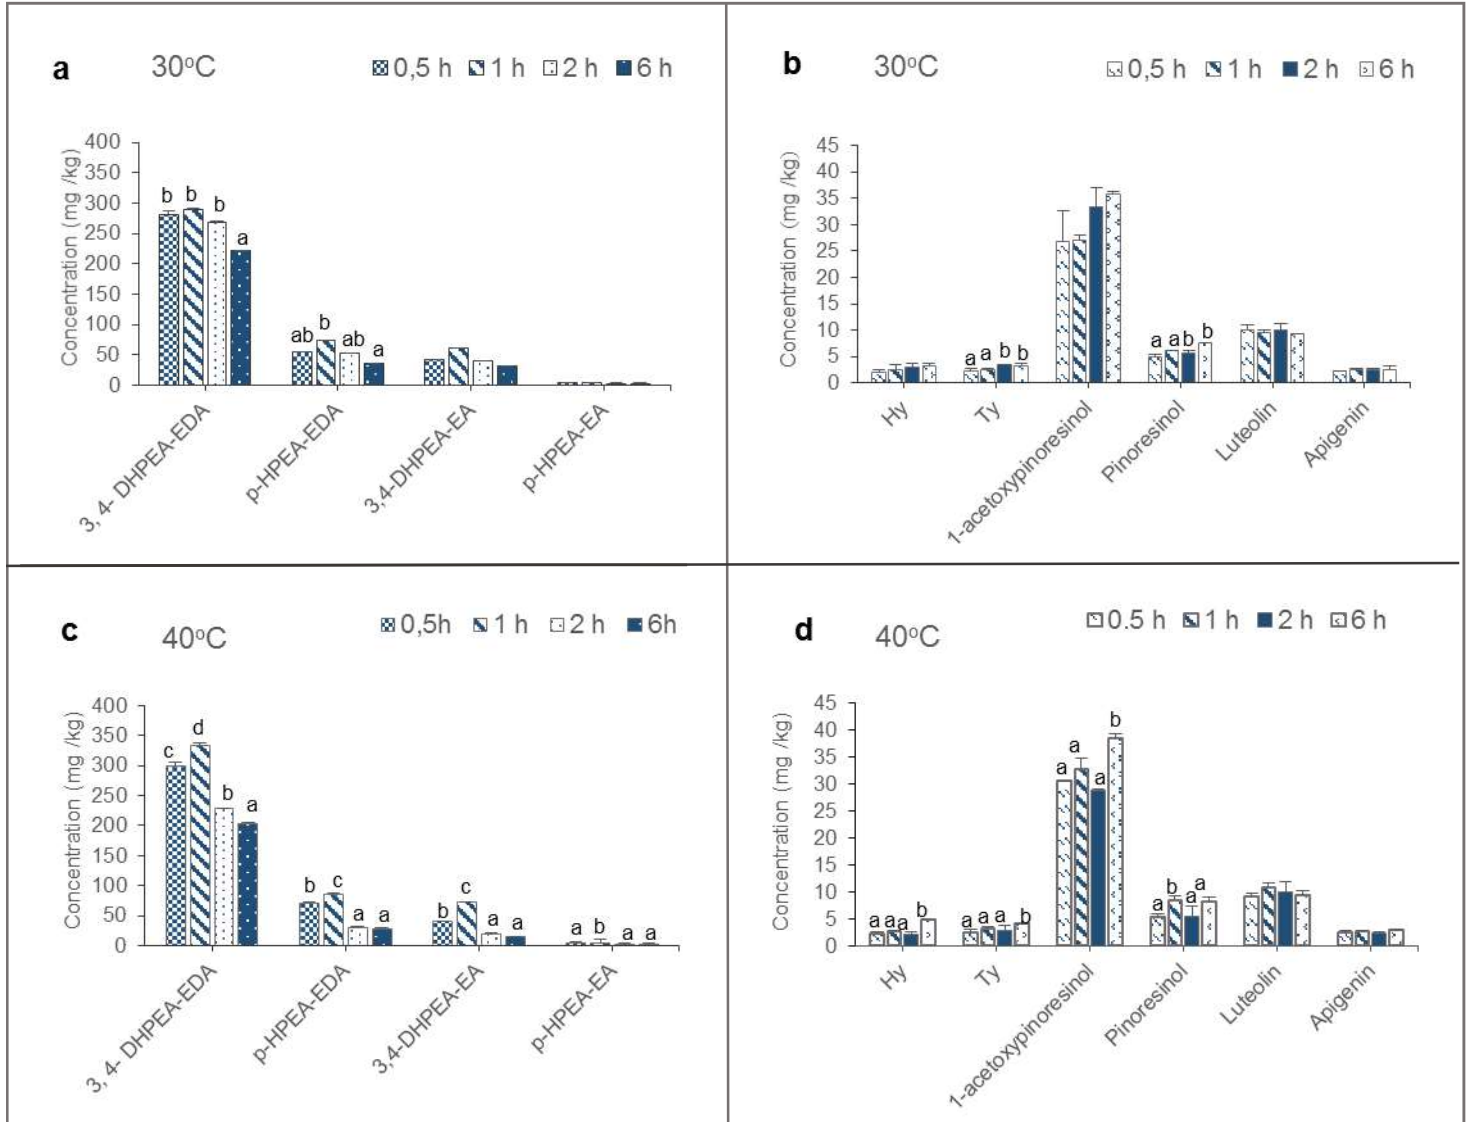 a
30°C
0,5 h 1 h 2 h 6 h
Concentration (mg /kg)
400
350
300
250
200
150
100
50
0
b b b a
ab b ab a
3, 4- DHPEA-EDA
p-HPEA-EDA
3,4-DHPEA-EA
p-HPEA-EA
b
30°C
0,5 h 1 h 2 h 6 h
Concentration (mg /kg)
45
40
35
30
25
20
15
10
5
0
a a b b
a a b b
Hy
Ty
1-acetoxypinoresinol
Pinoresinol
Luteolin
Apigenin
c
40°C
0,5h 1 h 2 h 6h
Concentration (mg /kg)
400
350
300
250
200
150
100
50
0
c d b a
b c a a
b c a a
a b a a
3, 4- DHPEA-EDA
p-HPEA-EDA
3,4-DHPEA-EA
p-HPEA-EA
d
40°C
0.5 h 1 h 2 h 6 h
Concentration (mg /kg)
45
40
35
30
25
20
15
10
5
0
a a a b
a a a b
a a a b
a b a a
Hy
Ty
1-acetoxypinoresinol
Pinoresinol
Luteolin
Apigenin